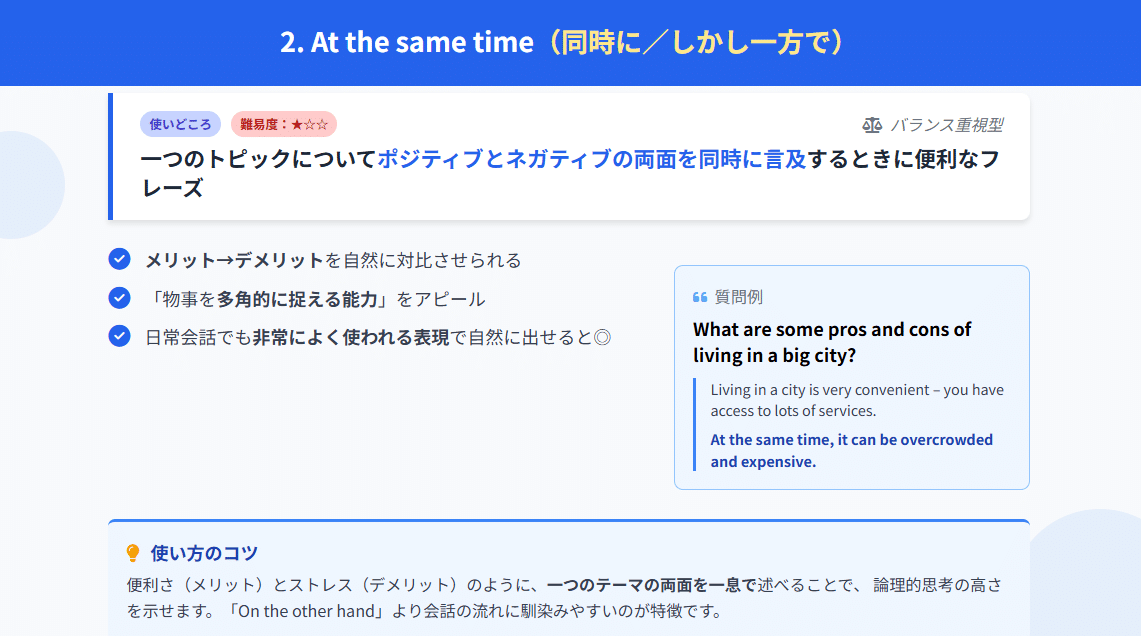 2. At the same time（同時に／しかし一方で）
使いどころ 難易度：★☆☆
バランス重視型
一つのトピックについてポジティブとネガティブの両面を同時に言及するときに便利なフ
レーズ
メリット→デメリットを自然に対比させられる
「物事を多角的に捉える能力」をアピール
日常会話でも非常によく使われる表現で自然に出せると◎
質問例
What are some pros and cons of
living in a big city?
Living in a city is very convenient – you have
access to lots of services.
At the same time, it can be overcrowded
and expensive.
使い方のコツ
便利さ（メリット）とストレス（デメリット）のように、一つのテーマの両面を一息で述べることで、 論理的思考の高さ
を示せます。「On the other hand」より会話の流れに馴染みやすいのが特徴です。